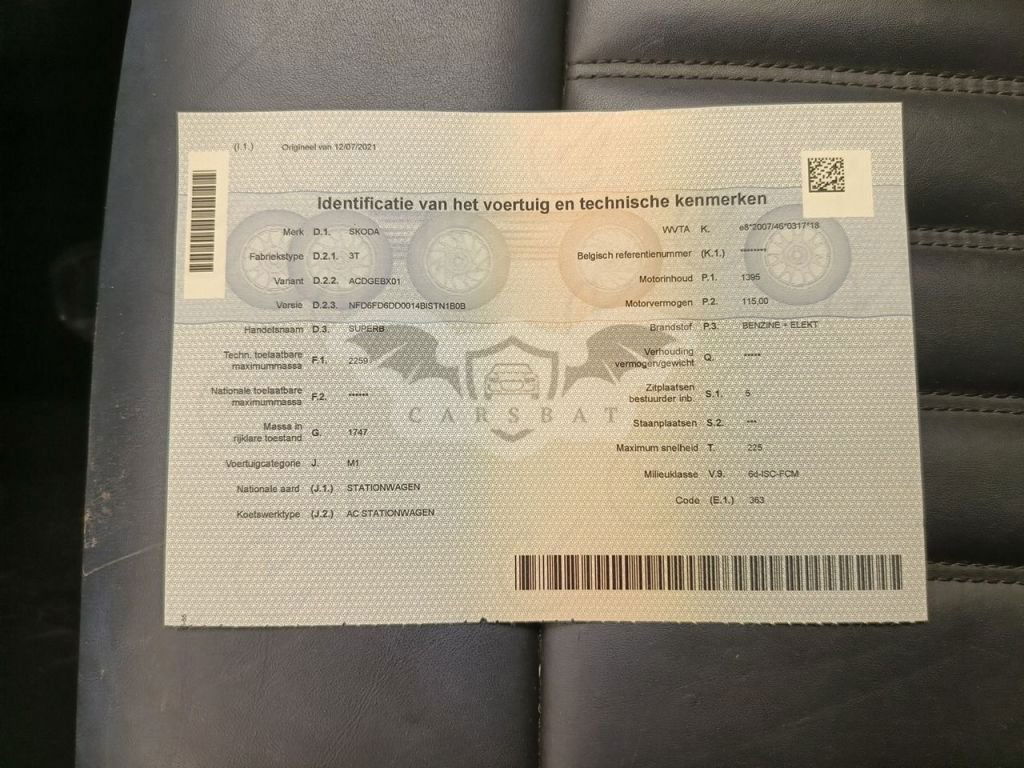 (I.1.) Origineel van 12/07/2021
Identificatie van het voertuig en technische kenmerken
Merk D.1. SKODA
Fabriekstype D.2.1. 3T
Variant D.2.2. ACDGEBX01
Versie D.2.3. NFD6FD6DD0014BISTN1B0B
Handelsnaam D.3. SUPERB
Techn. toelaatbare
maximummassa F.1. 2259
Nationale toelaatbare
maximummassa F.2. ******
Massa in
rijklare toestand G. 1747
Voertuigcategorie J. M1
Nationale aard (J.1.) STATIONWAGEN
Koetswerktype (J.2.) AC STATIONWAGEN
WVTA K. e8*2007/46*0317*18
Belgisch referentienummer (K.1.) ********
Motorinhoud P.1. 1395
Motorvermogen P.2. 115,00
Brandstof P.3. BENZINE + ELEKT
Verhouding
vermogen/gewicht Q. *****
Zitplaatsen
bestuurder inb. S.1. 5
Staanplaatsen S.2. ***
Maximum snelheid T. 225
Milieuklasse V.9. 6d-ISC-FCM
Code (E.1.) 363
CARSBAT